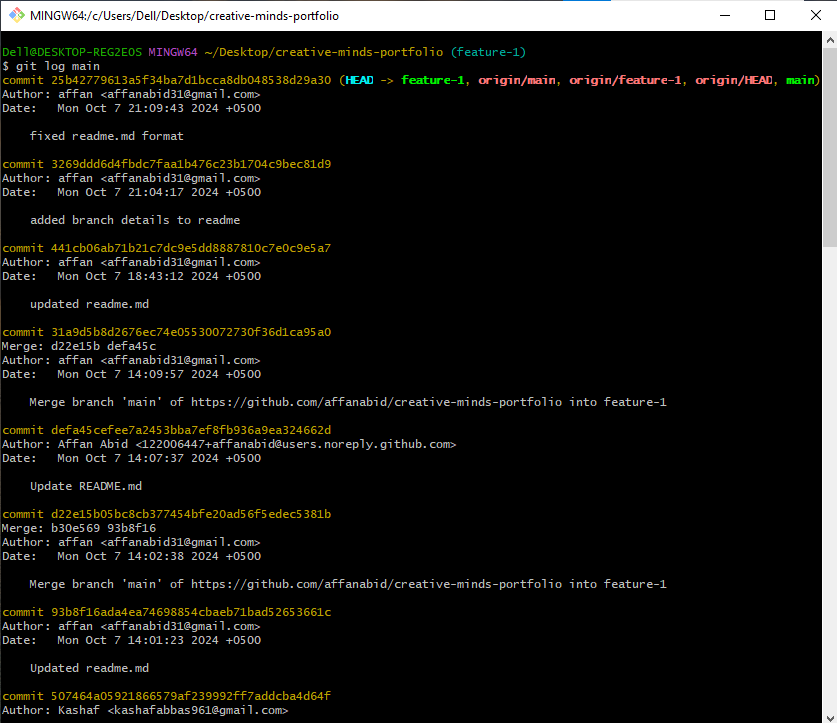 MINGW64:/c/Users/Dell/Desktop/creative-minds-portfolio
Dell@DESKTOP-REG2EOS MINGW64 ~/Desktop/creative-minds-portfolio (feature-1)
$ git log main
commit 25b42779613a5f34ba7d1bcca8db048538d29a30 (HEAD -> feature-1, origin/main, origin/feature-1, origin/HEAD, main)
Author: affan <affanabid31@gmail.com>
Date:   Mon Oct 7 21:09:43 2024 +0500
    fixed readme.md format
commit 3269ddd6d4fbdc7faa1b476c23b1704c9bec81d9
Author: affan <affanabid31@gmail.com>
Date:   Mon Oct 7 21:04:17 2024 +0500
    added branch details to readme
commit 441cb06ab71b21c7dc9e5dd8887810c7e0c9e5a7
Author: affan <affanabid31@gmail.com>
Date:   Mon Oct 7 18:43:12 2024 +0500
    updated readme.md
commit 31a9d5b8d2676ec74e05530072730f36d1ca95a0
Merge: d22e15b defa45c
Author: affan <affanabid31@gmail.com>
Date:   Mon Oct 7 14:09:57 2024 +0500
    Merge branch 'main' of https://github.com/affanabid/creative-minds-portfolio into feature-1
commit defa45cefee7a2453bba7ef8fb936a9ea324662d
Author: Affan Abid <122006447+affanabid@users.noreply.github.com>
Date:   Mon Oct 7 14:07:37 2024 +0500
    Update README.md
commit d22e15b05bc8cb377454bfe20ad56f5edec5381b
Merge: b30e569 93b8f16
Author: affan <affanabid31@gmail.com>
Date:   Mon Oct 7 14:02:38 2024 +0500
    Merge branch 'main' of https://github.com/affanabid/creative-minds-portfolio into feature-1
commit 93b8f16ada4ea74698854cbaeb71bad52653661c
Author: affan <affanabid31@gmail.com>
Date:   Mon Oct 7 14:01:23 2024 +0500
    Updated readme.md
commit 507464a05921866579af239992ff7addcba4d64f
Author: Kashaf <kashafabbas961@gmail.com>